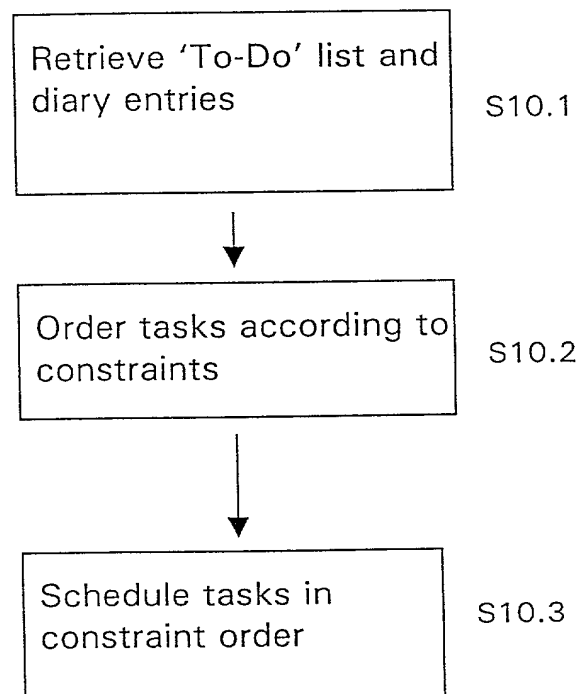 Retrieve ‘To-Do’ list and
diary entries
S10.1
Order tasks according to
constraints
S10.2
Schedule tasks in
constraint order
S10.3